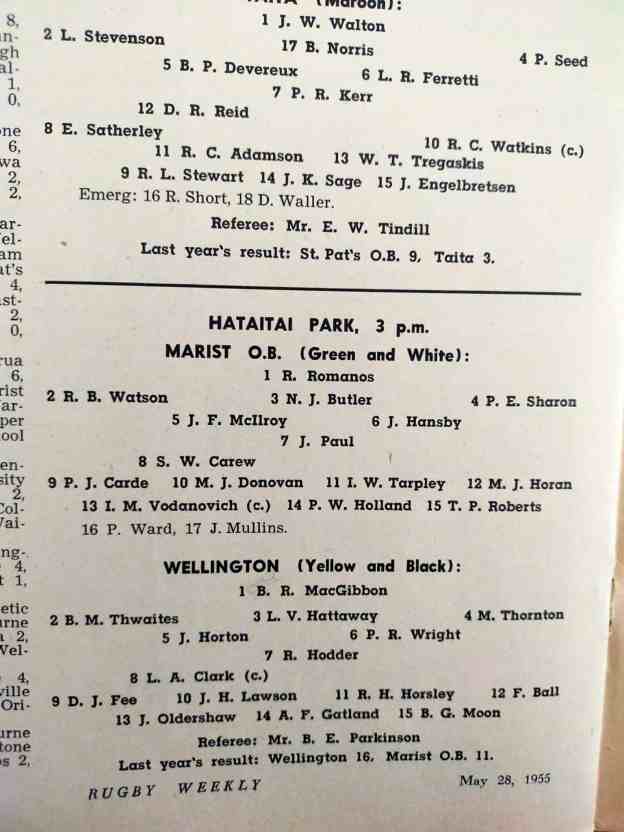 AITA (Maroon):
1 J. W. Walton
2 L. Stevenson 17 B. Norris 4 P. Seed
5 B. P. Devereux 6 L. R. Ferretti
7 P. R. Kerr
12 D. R. Reid
8 E. Satherley 10 R. C. Watkins (c.)
11 R. C. Adamson 13 W. T. Tregaskis
9 R. L. Stewart 14 J. K. Sage 15 J. Engelbretsen
Emerg: 16 R. Short, 18 D. Waller.
Referee: Mr. E. W. Tindill
Last year's result: St. Pat's O.B. 9, Taita 3.
HATAITAI PARK, 3 p.m.
MARIST O.B. (Green and White):
1 R. Romanos
2 R. B. Watson 3 N. J. Butler 4 P. E. Sharon
5 J. F. McIlroy 6 J. Hansby
7 J. Paul
8 S. W. Carew
9 P. J. Carde 10 M. J. Donovan 11 I. W. Tarpley 12 M. J. Horan
13 I. M. Vodanovich (c.) 14 P. W. Holland 15 T. P. Roberts
16 P. Ward, 17 J. Mullins.
WELLINGTON (Yellow and Black):
1 B. R. MacGibbon
2 B. M. Thwaites 3 L. V. Hattaway 4 M. Thornton
5 J. Horton 6 P. R. Wright
7 R. Hodder
8 L. A. Clark (c.)
9 D. J. Fee 10 J. H. Lawson 11 R. H. Horsley 12 F. Ball
13 J. Oldershaw 14 A. F. Gatland 15 B. G. Moon
Referee: Mr. B. E. Parkinson
Last year's result: Wellington 16, Marist O.B. 11.
RUGBY WEEKLY May 28, 1955